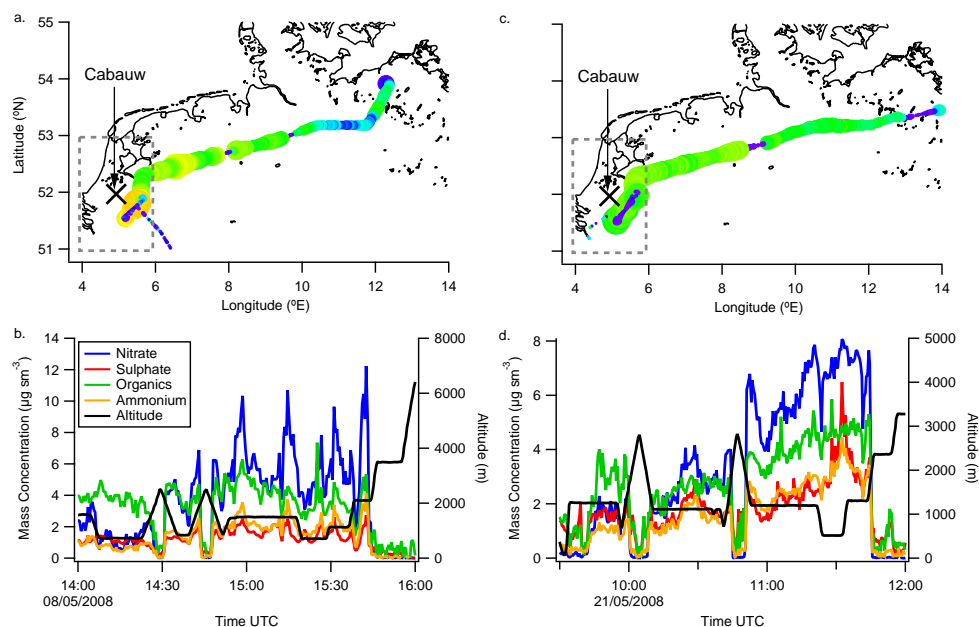 a.
55
54
53
52
51
Latitude (ºN)
Cabauw
4 6 8 10 12 14
Longitude (ºE)
c.
Cabauw
4 6 8 10 12 14
Longitude (ºE)
b.
14
12
10
8
6
4
2
0
Mass Concentration (µg sm⁻³)
Nitrate
Sulphate
Organics
Ammonium
Altitude
8000
6000
4000
2000
0
Altitude (m)
14:00 14:30 15:00 15:30 16:00
08/05/2008
Time UTC
d.
8
6
4
2
0
Mass Concentration (µg sm⁻³)
5000
4000
3000
2000
1000
0
Altitude (m)
10:00 11:00 12:00
21/05/2008
Time UTC